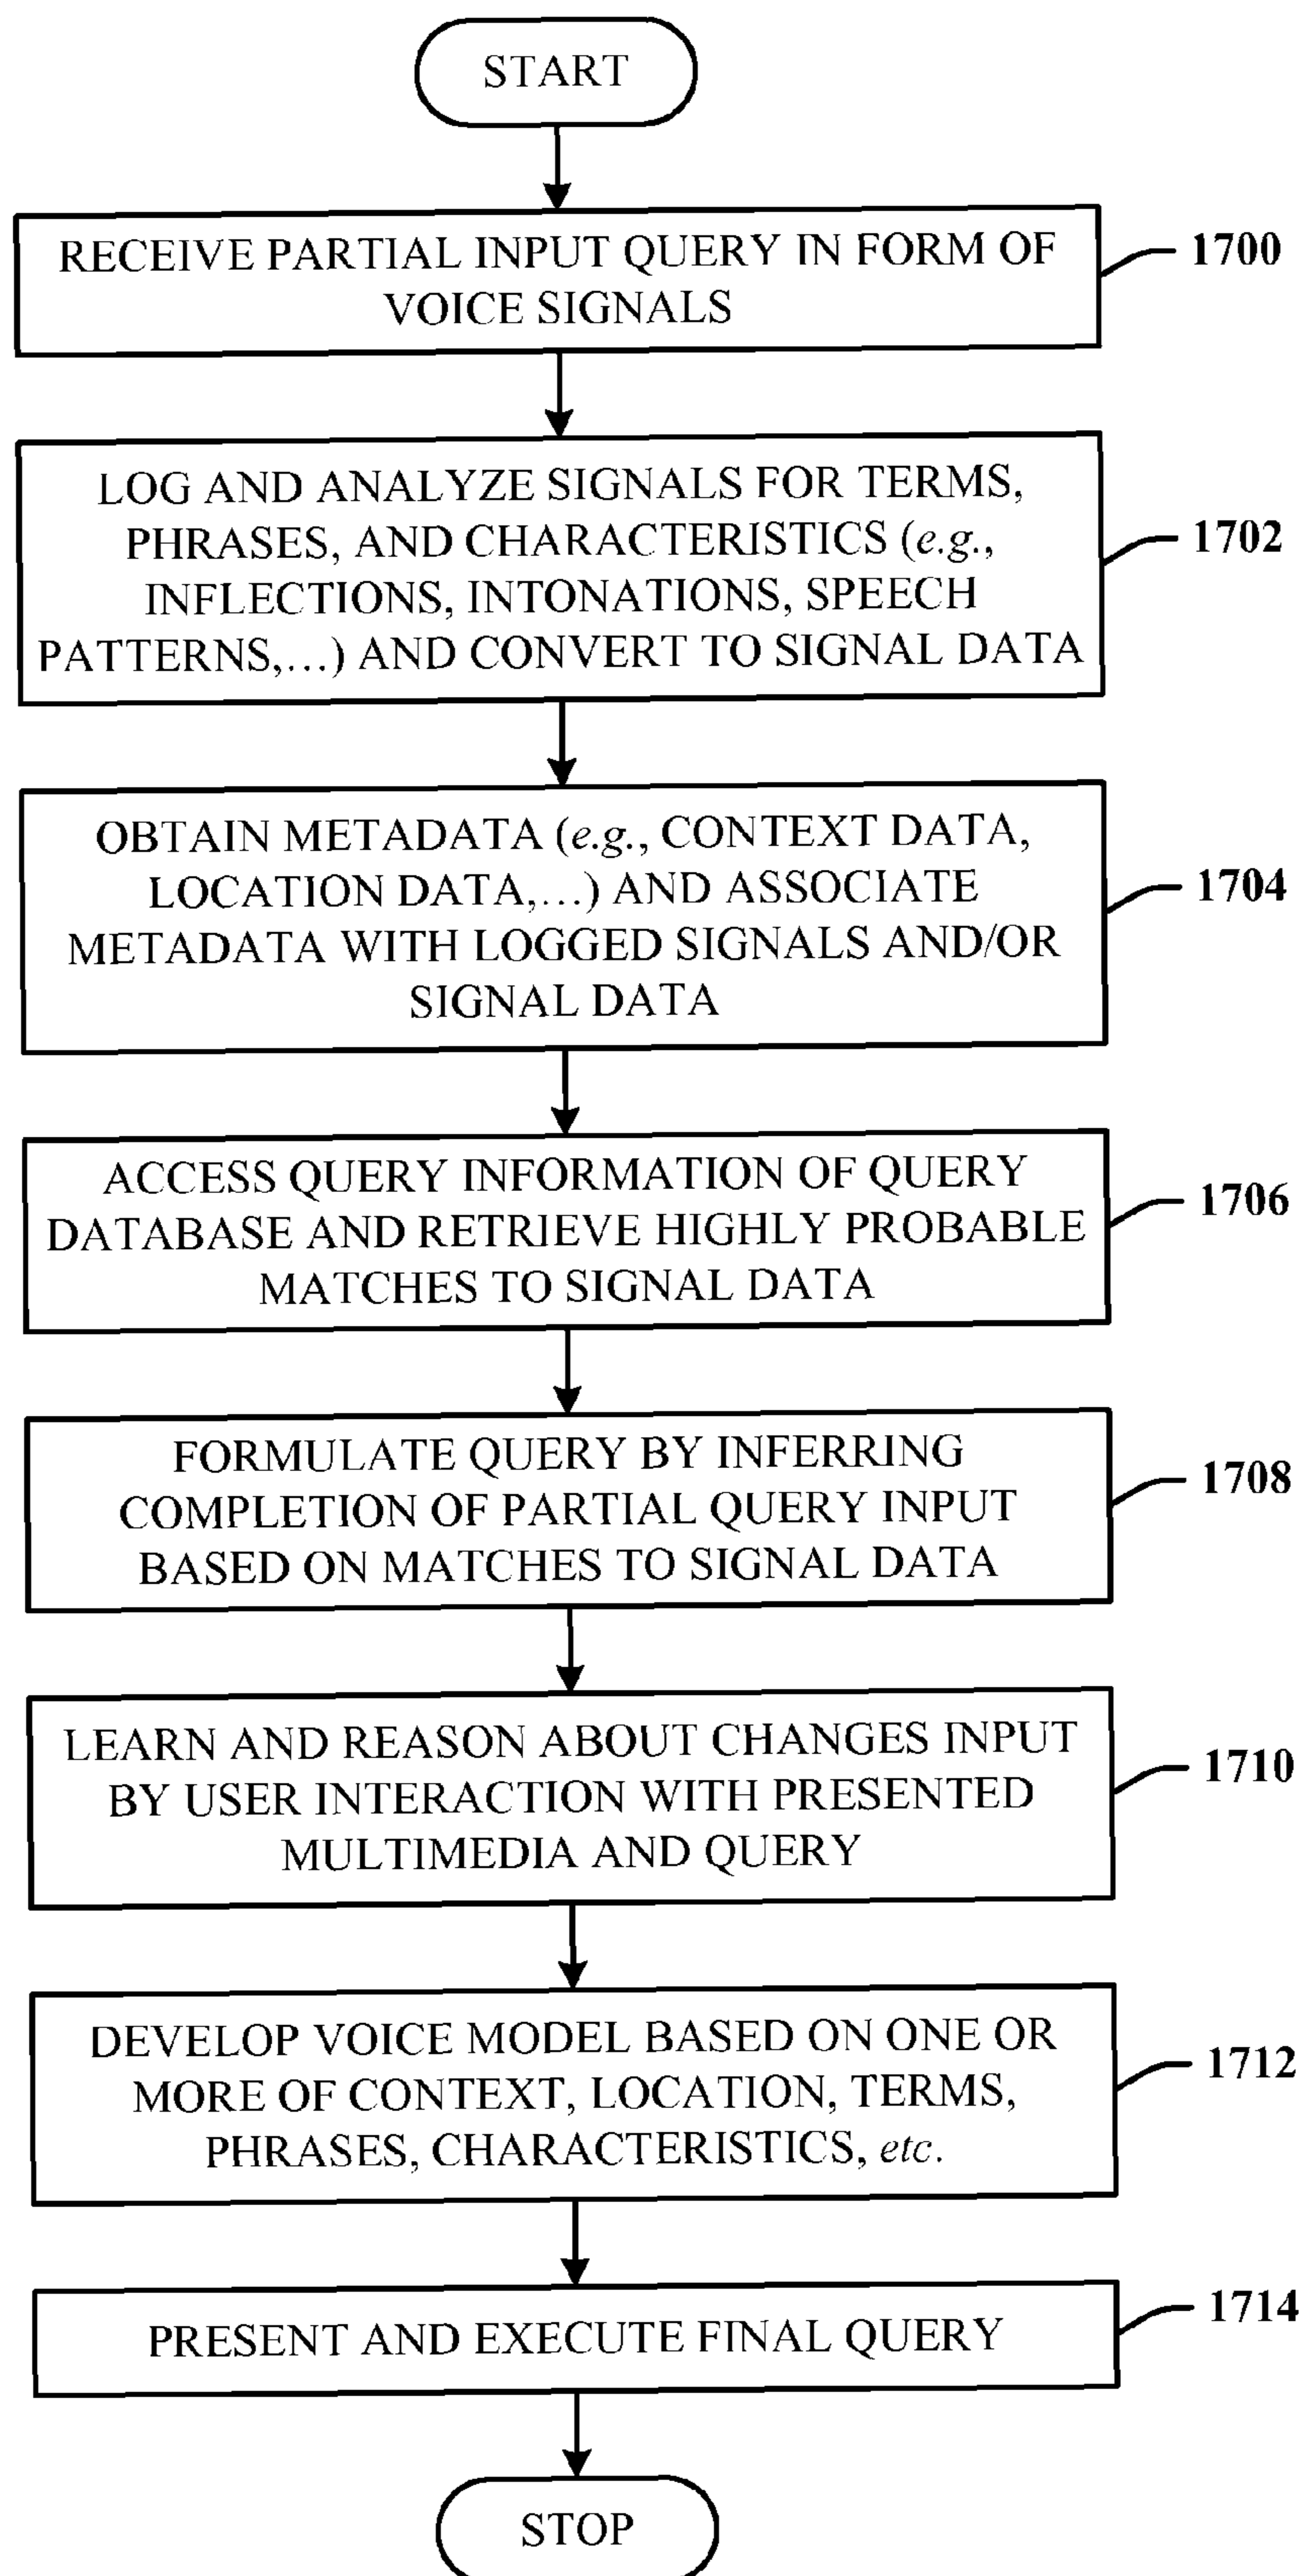 START
RECEIVE PARTIAL INPUT QUERY IN FORM OF
VOICE SIGNALS
1700
LOG AND ANALYZE SIGNALS FOR TERMS,
PHRASES, AND CHARACTERISTICS (e.g.,
INFLECTIONS, INTONATIONS, SPEECH
PATTERNS,...) AND CONVERT TO SIGNAL DATA
1702
OBTAIN METADATA (e.g., CONTEXT DATA,
LOCATION DATA,...) AND ASSOCIATE
METADATA WITH LOGGED SIGNALS AND/OR
SIGNAL DATA
1704
ACCESS QUERY INFORMATION OF QUERY
DATABASE AND RETRIEVE HIGHLY PROBABLE
MATCHES TO SIGNAL DATA
1706
FORMULATE QUERY BY INFERRING
COMPLETION OF PARTIAL QUERY INPUT
BASED ON MATCHES TO SIGNAL DATA
1708
LEARN AND REASON ABOUT CHANGES INPUT
BY USER INTERACTION WITH PRESENTED
MULTIMEDIA AND QUERY
1710
DEVELOP VOICE MODEL BASED ON ONE OR
MORE OF CONTEXT, LOCATION, TERMS,
PHRASES, CHARACTERISTICS, etc.
1712
PRESENT AND EXECUTE FINAL QUERY
1714
STOP